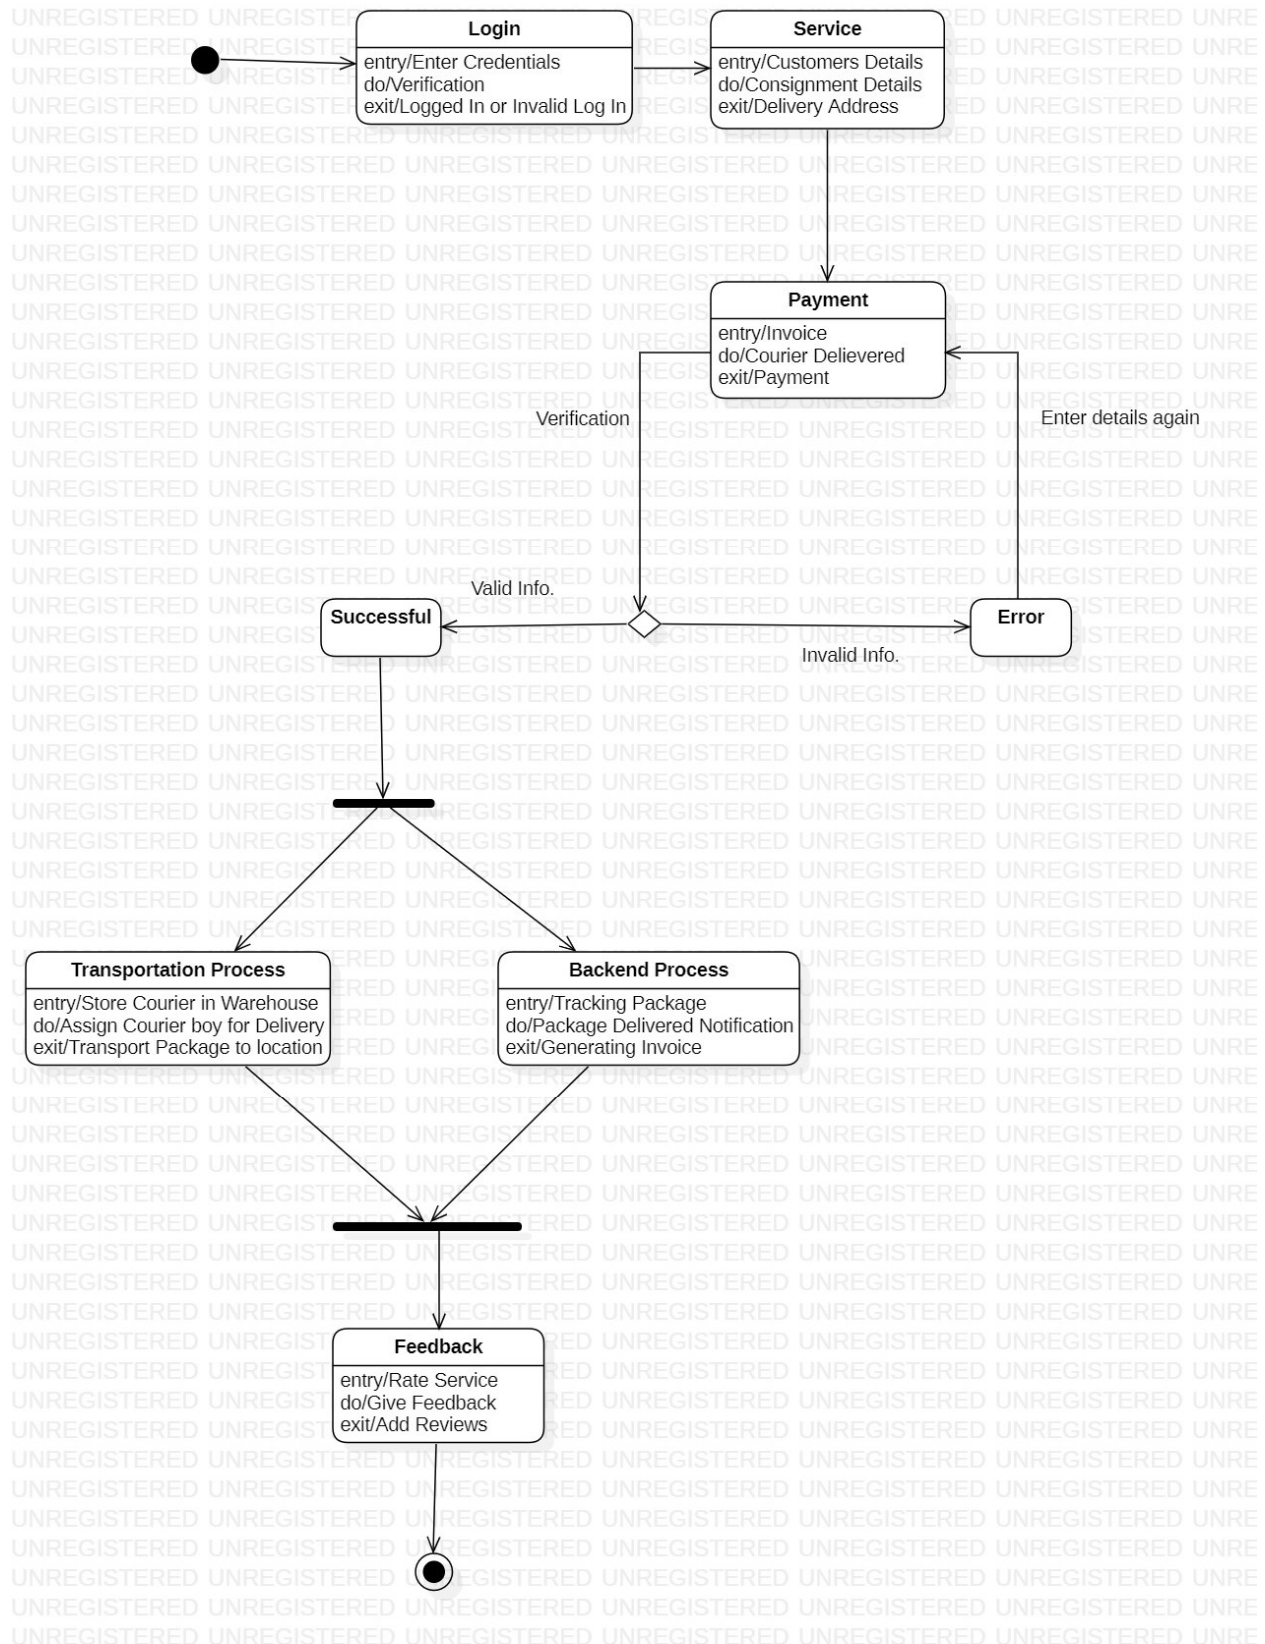 Login
entry/Enter Credentials
do/Verification
exit/Logged In or Invalid Log In
Service
entry/Customers Details
do/Consignment Details
exit/Delivery Address
Payment
entry/Invoice
do/Courier Delievered
exit/Payment
Verification
Enter details again
Valid Info.
Successful
Error
Invalid Info.
Transportation Process
entry/Store Courier in Warehouse
do/Assign Courier boy for Delivery
exit/Transport Package to location
Backend Process
entry/Tracking Package
do/Package Delivered Notification
exit/Generating Invoice
Feedback
entry/Rate Service
do/Give Feedback
exit/Add Reviews
UNREGISTERED